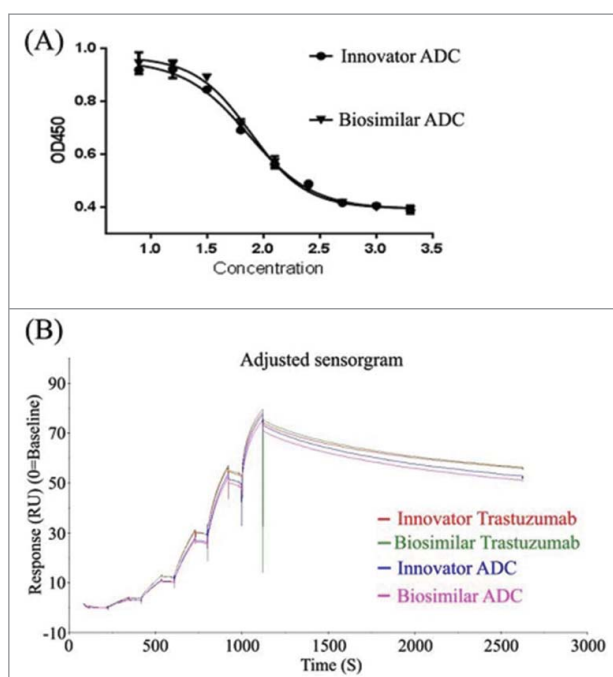 (A)
1.0
0.8
0.6
0.4
OD450
1.0 1.5 2.0 2.5 3.0 3.5
Concentration
Innovator ADC
Biosimilar ADC
(B)
Adjusted sensorgram
90
70
50
30
10
-10
Response (RU) (0=Baseline)
0 500 1000 1500 2000 2500 3000
Time (S)
Innovator Trastuzumab
Biosimilar Trastuzumab
Innovator ADC
Biosimilar ADC